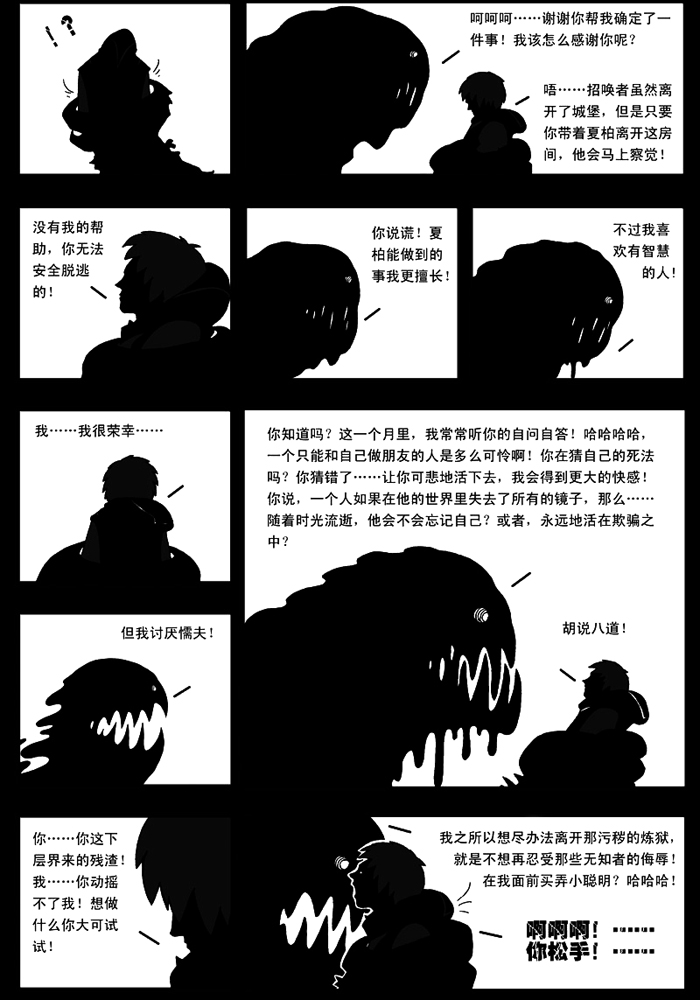 ！？
呵呵呵……谢谢你帮我确定了一
件事！我该怎么感谢你呢？
唔……招唤者虽然离
开了城堡，但是只要
你带着夏柏离开这房
间，他会马上察觉！
没有我的帮
助，你无法
安全脱逃
的！
你说谎！夏
柏能做到的
事我更擅长！
不过我喜
欢有智慧
的人！
我……我很荣幸……
你知道吗？这一个月里，我常常听你的自问自答！哈哈哈哈，
一个只能和自己做朋友的人是多么可怜啊！你在猜自己的死法
吗？你猜错了……让你可悲地活下去，我会得到更大的快感！
你说，一个人如果在他的世界里失去了所有的镜子，那么……
随着时光流逝，他会不会忘记自己？或者，永远地活在欺骗之
中？
胡说八道！
但我讨厌懦夫！
你……你这下
层界来的残渣！
我……你动摇
不了我！想做
什么你大可试
试！
我之所以想尽办法离开那污秽的炼狱，
就是不想再忍受那些无知者的侮辱！
在我面前买弄小聪明？哈哈哈！
啊啊啊！……
你松手！……